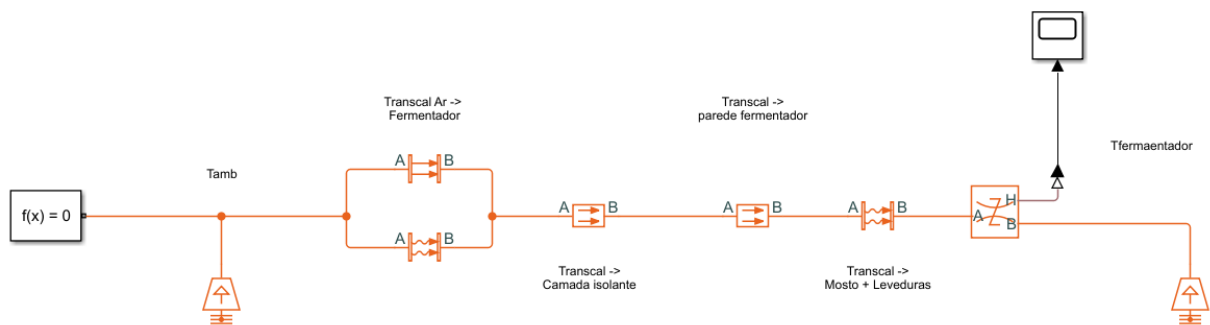 Transcal Ar ->
Fermentador
Transcal ->
parede fermentador
Tfermaentador
Tamb
A B
A B
A B
A B
A B
f(x) = 0
H
A
B
Transcal ->
Camada isolante
Transcal ->
Mosto + Leveduras